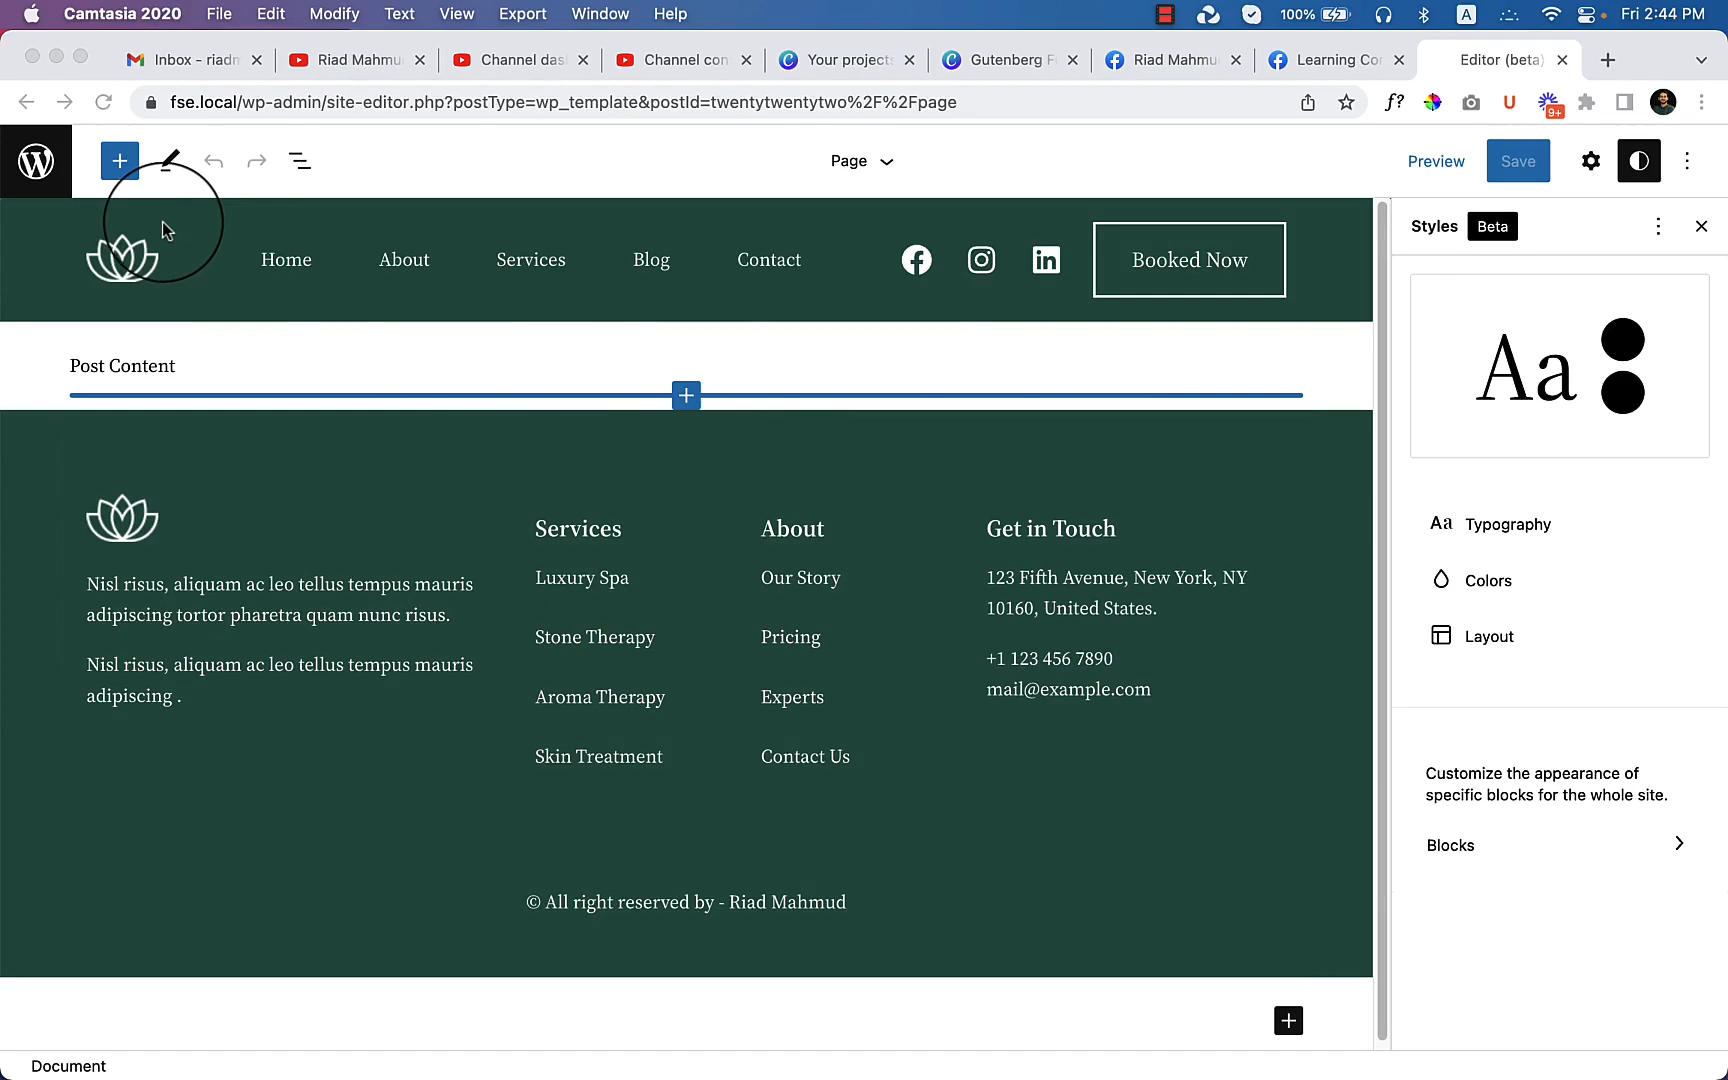 Camtasia 2020 File Edit Modify Text View Export Window Help 100% A Fri 2:44 PM
Inbox - riadm Riad Mahmu Channel das Channel con Your projects Gutenberg F Riad Mahmu Learning Co Editor (beta)
fse.local/wp-admin/site-editor.php?postType=wp_template&postId=twentytwentytwo%2F%2Fpage f? U 9+
Page Preview Save
Styles Beta
Home About Services Blog Contact in Booked Now
Aa
Post Content
Services About Get in Touch
Nisl risus, aliquam ac leo tellus tempus mauris
adipiscing tortor pharetra quam nunc risus.
Nisl risus, aliquam ac leo tellus tempus mauris
adipiscing .
Luxury Spa
Stone Therapy
Aroma Therapy
Skin Treatment
Our Story
Pricing
Experts
Contact Us
123 Fifth Avenue, New York, NY
10160, United States.
+1 123 456 7890
mail@example.com
© All right reserved by - Riad Mahmud
Aa Typography
Colors
Layout
Customize the appearance of
specific blocks for the whole site.
Blocks
Document